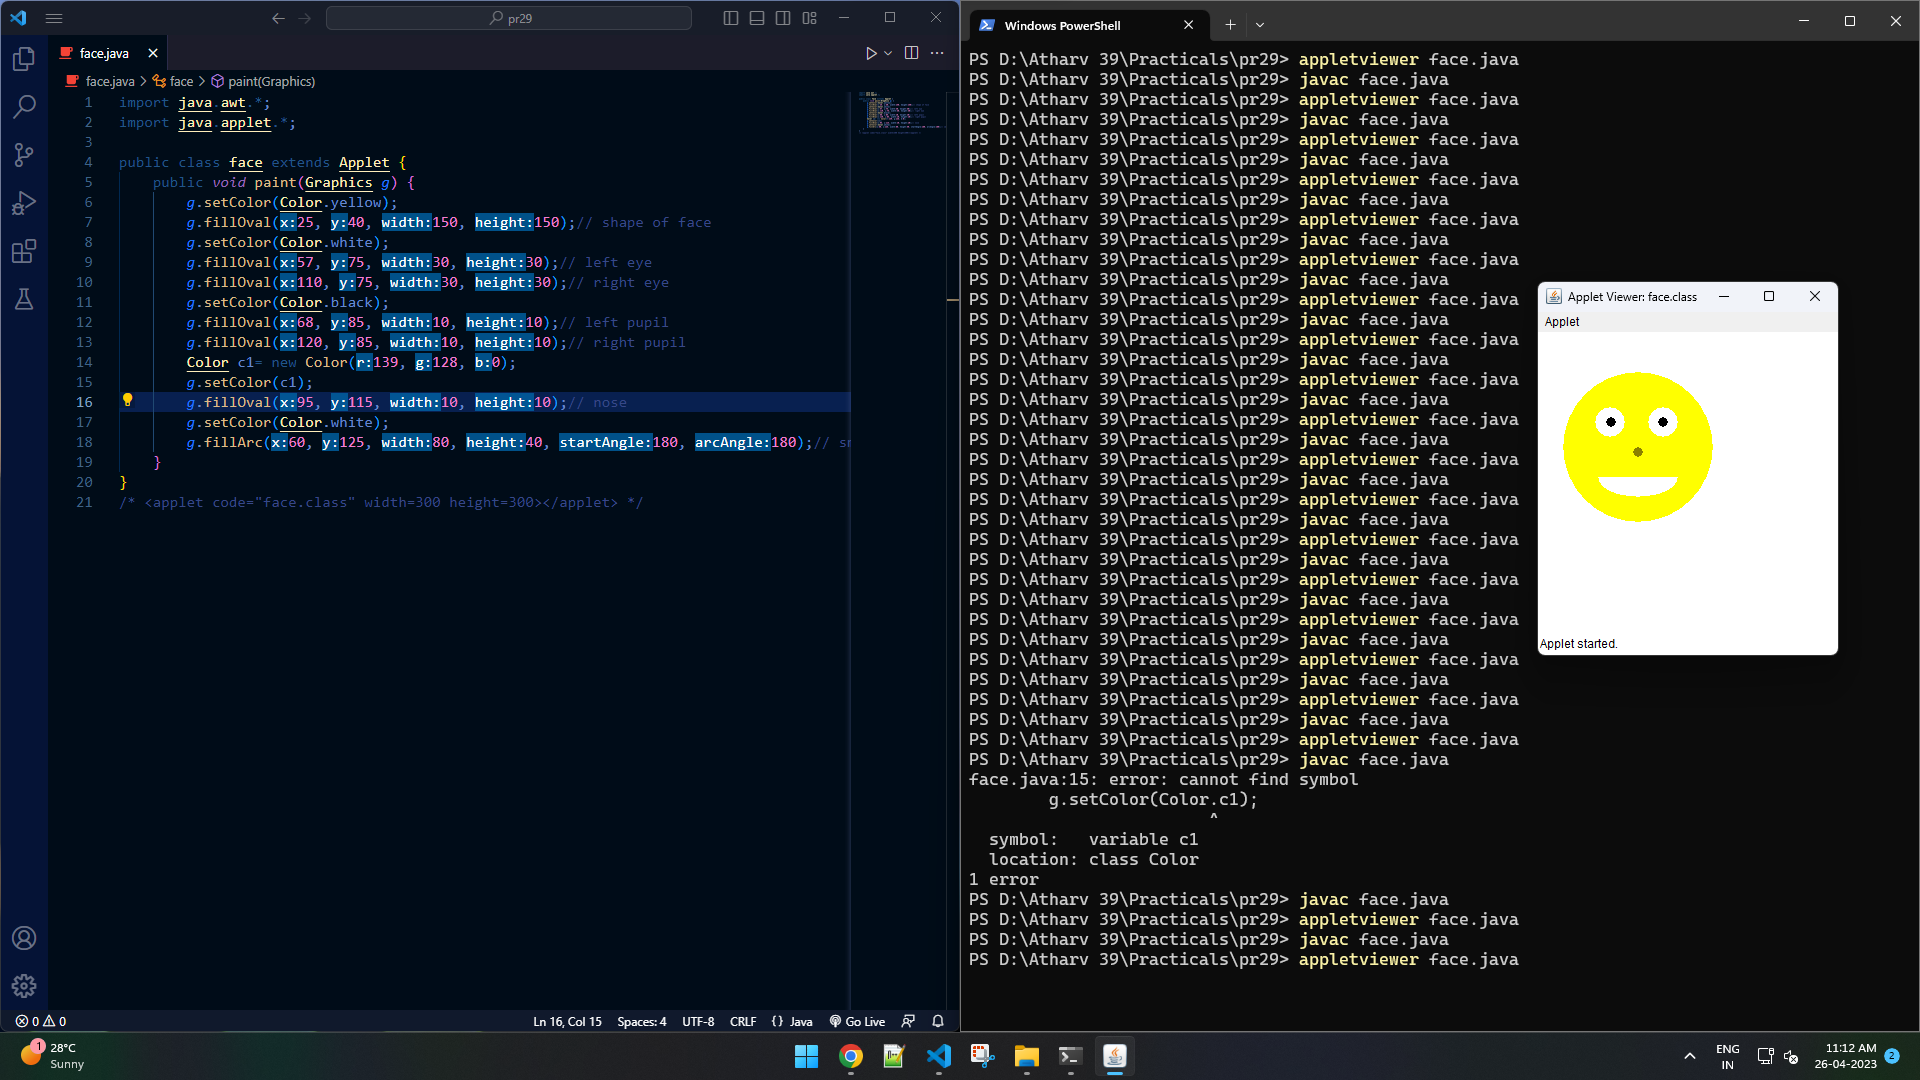 pr29
face.java
face.java > face > paint(Graphics)
1 import java.awt.*;
2 import java.applet.*;
3
4 public class face extends Applet {
5 public void paint(Graphics g) {
6 g.setColor(Color.yellow);
7 g.fillOval(x:25, y:40, width:150, height:150);// shape of face
8 g.setColor(Color.white);
9 g.fillOval(x:57, y:75, width:30, height:30);// left eye
10 g.fillOval(x:110, y:75, width:30, height:30);// right eye
11 g.setColor(Color.black);
12 g.fillOval(x:68, y:85, width:10, height:10);// left pupil
13 g.fillOval(x:120, y:85, width:10, height:10);// right pupil
14 Color c1= new Color(r:139, g:128, b:0);
15 g.setColor(c1);
16 g.fillOval(x:95, y:115, width:10, height:10);// nose
17 g.setColor(Color.white);
18 g.fillArc(x:60, y:125, width:80, height:40, startAngle:180, arcAngle:180);//
19 }
20 }
21 /* <applet code="face.class" width=300 height=300></applet> */
0 0
Ln 16, Col 15 Spaces: 4 UTF-8 CRLF {} Java Go Live
Windows PowerShell
PS D:\Atharv 39\Practicals\pr29> appletviewer face.java
PS D:\Atharv 39\Practicals\pr29> javac face.java
PS D:\Atharv 39\Practicals\pr29> appletviewer face.java
PS D:\Atharv 39\Practicals\pr29> javac face.java
PS D:\Atharv 39\Practicals\pr29> appletviewer face.java
PS D:\Atharv 39\Practicals\pr29> javac face.java
PS D:\Atharv 39\Practicals\pr29> appletviewer face.java
PS D:\Atharv 39\Practicals\pr29> javac face.java
PS D:\Atharv 39\Practicals\pr29> appletviewer face.java
PS D:\Atharv 39\Practicals\pr29> javac face.java
PS D:\Atharv 39\Practicals\pr29> appletviewer face.java
PS D:\Atharv 39\Practicals\pr29> javac face.java
PS D:\Atharv 39\Practicals\pr29> appletviewer face.java
PS D:\Atharv 39\Practicals\pr29> javac face.java
PS D:\Atharv 39\Practicals\pr29> appletviewer face.java
PS D:\Atharv 39\Practicals\pr29> javac face.java
PS D:\Atharv 39\Practicals\pr29> appletviewer face.java
PS D:\Atharv 39\Practicals\pr29> javac face.java
PS D:\Atharv 39\Practicals\pr29> appletviewer face.java
PS D:\Atharv 39\Practicals\pr29> javac face.java
PS D:\Atharv 39\Practicals\pr29> appletviewer face.java
PS D:\Atharv 39\Practicals\pr29> javac face.java
PS D:\Atharv 39\Practicals\pr29> appletviewer face.java
PS D:\Atharv 39\Practicals\pr29> javac face.java
PS D:\Atharv 39\Practicals\pr29> appletviewer face.java
PS D:\Atharv 39\Practicals\pr29> javac face.java
PS D:\Atharv 39\Practicals\pr29> appletviewer face.java
PS D:\Atharv 39\Practicals\pr29> javac face.java
PS D:\Atharv 39\Practicals\pr29> appletviewer face.java
PS D:\Atharv 39\Practicals\pr29> javac face.java
PS D:\Atharv 39\Practicals\pr29> appletviewer face.java
PS D:\Atharv 39\Practicals\pr29> javac face.java
PS D:\Atharv 39\Practicals\pr29> appletviewer face.java
PS D:\Atharv 39\Practicals\pr29> javac face.java
PS D:\Atharv 39\Practicals\pr29> appletviewer face.java
PS D:\Atharv 39\Practicals\pr29> javac face.java
face.java:15: error: cannot find symbol
g.setColor(Color.c1);
^
symbol: variable c1
location: class Color
1 error
PS D:\Atharv 39\Practicals\pr29> javac face.java
PS D:\Atharv 39\Practicals\pr29> appletviewer face.java
PS D:\Atharv 39\Practicals\pr29> javac face.java
PS D:\Atharv 39\Practicals\pr29> appletviewer face.java
Applet Viewer: face.class
Applet
Applet started.
1
28°C
Sunny
ENG
IN
11:12 AM
26-04-2023
2